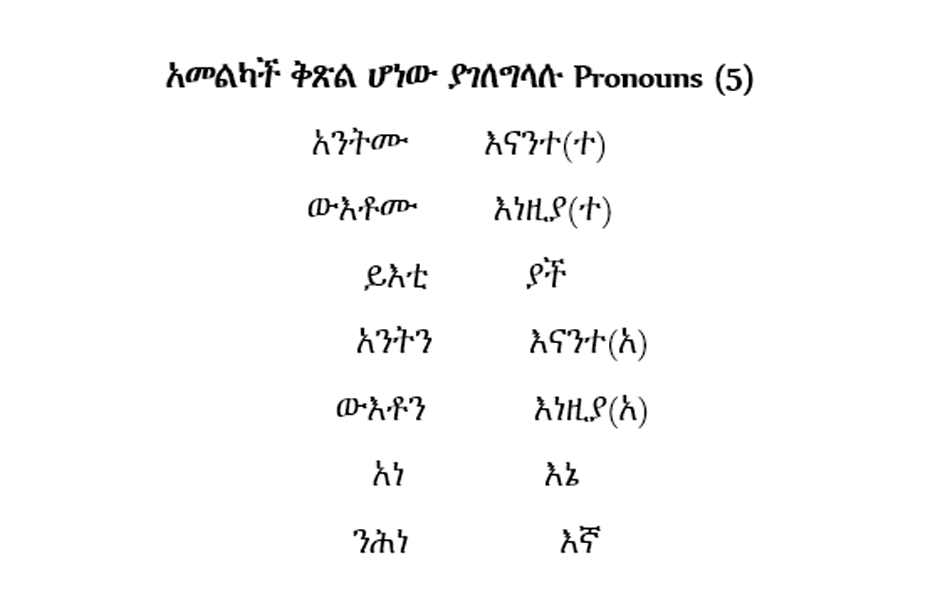 አመልካች ቅጽል ሆነው ያገለግላሉ Pronouns (5)
አንትሙ እናንተ(ተ)
ውእቶሙ እነዚያ(ተ)
ይእቲ ያች
አንትን እናንተ(አ)
ውእቶን እነዚያ(አ)
አነ እኔ
ንሕነ እኛ